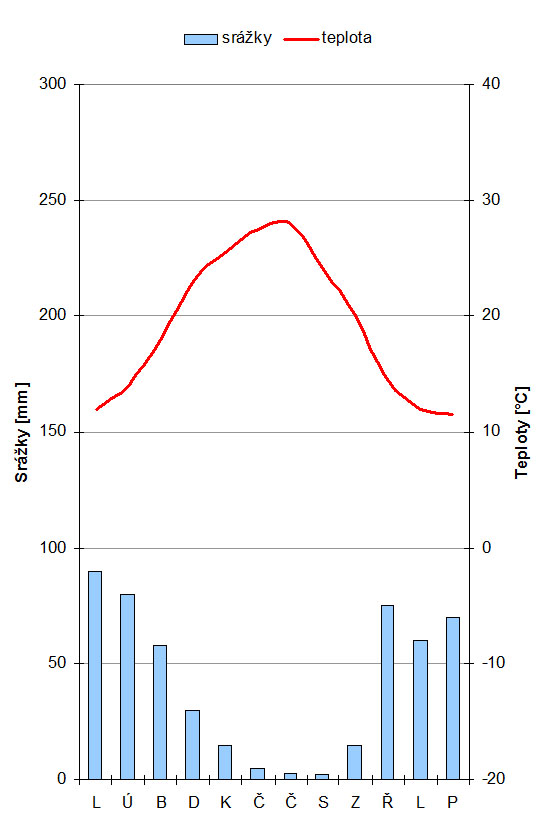 srážky teplota
300 40
250 30
200 20
150 10
100 0
50 -10
0 -20
Srážky [mm]
Teploty [°C]
L Ú B D K Č Č S Z Ř L P